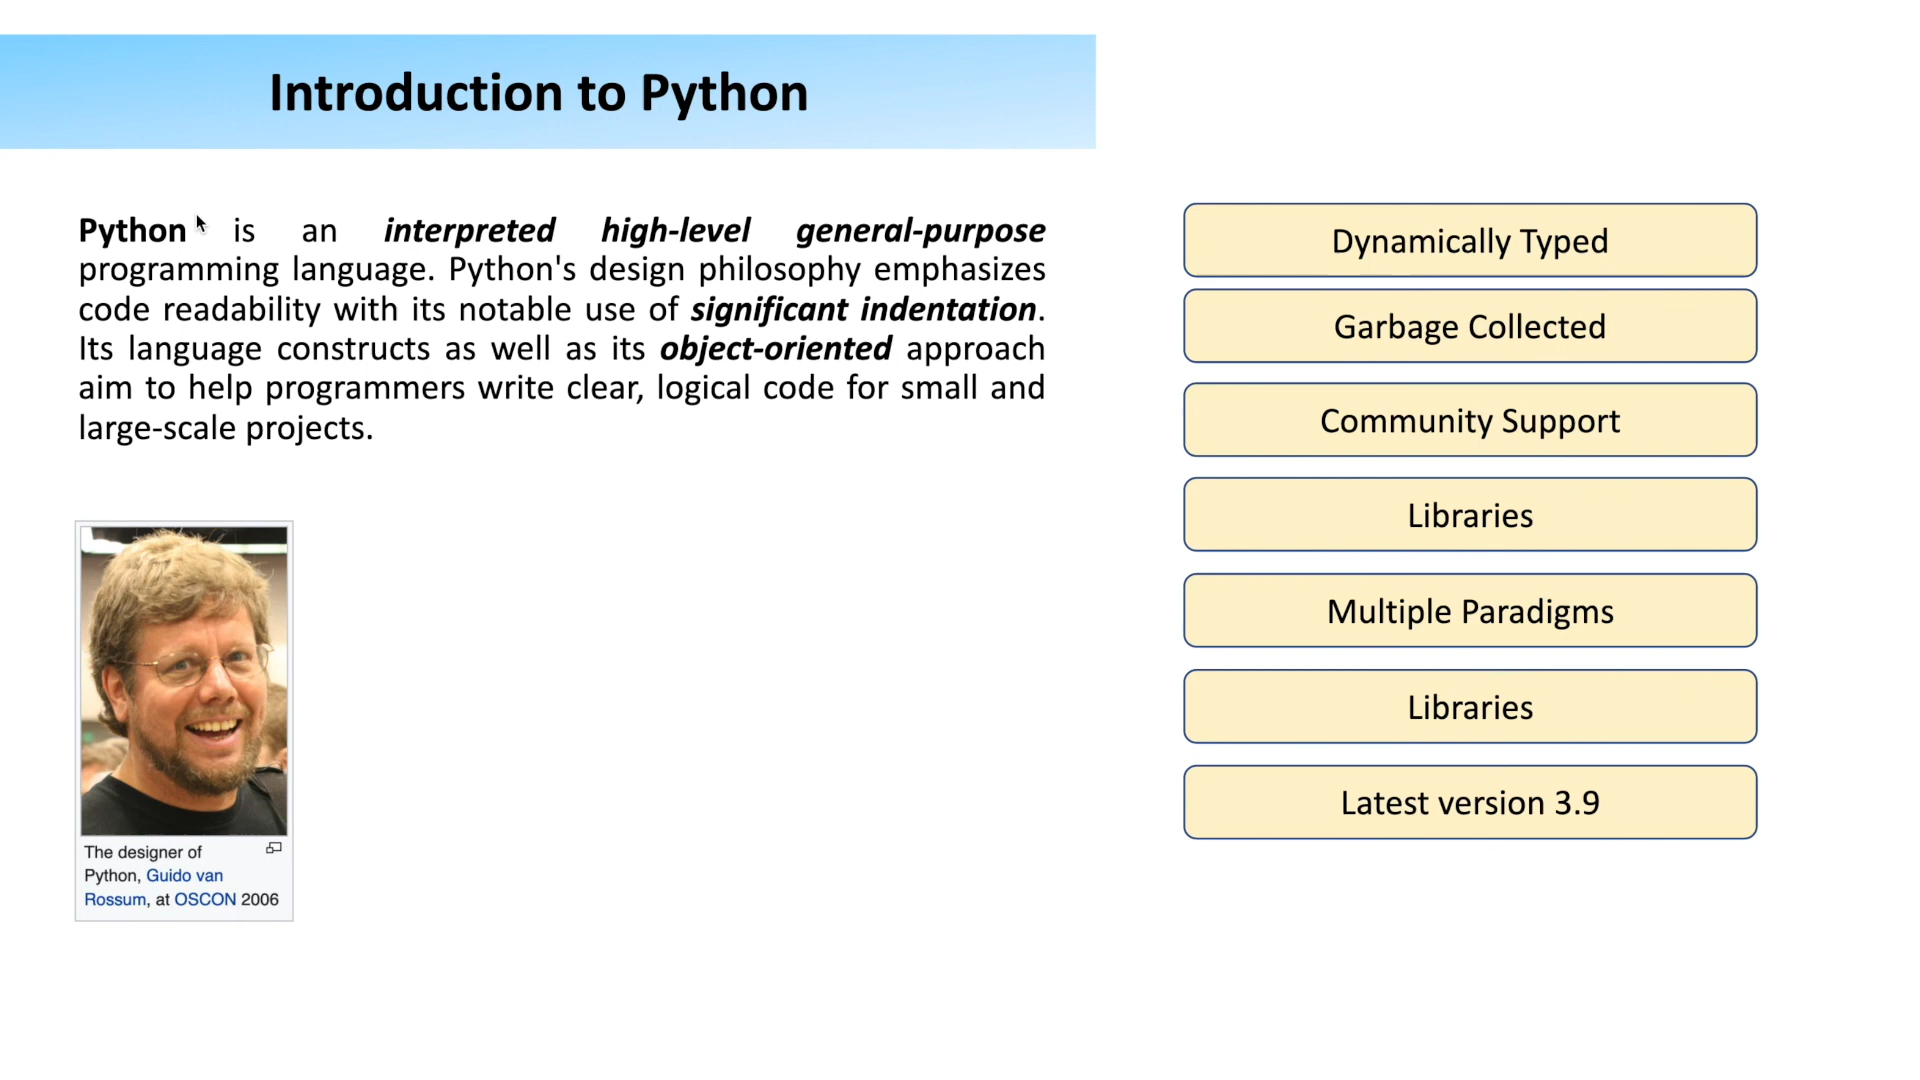 Introduction to Python
Python is an interpreted high-level general-purpose
programming language. Python's design philosophy emphasizes
code readability with its notable use of significant indentation.
Its language constructs as well as its object-oriented approach
aim to help programmers write clear, logical code for small and
large-scale projects.
The designer of
Python, Guido van
Rossum, at OSCON 2006
Dynamically Typed
Garbage Collected
Community Support
Libraries
Multiple Paradigms
Libraries
Latest version 3.9